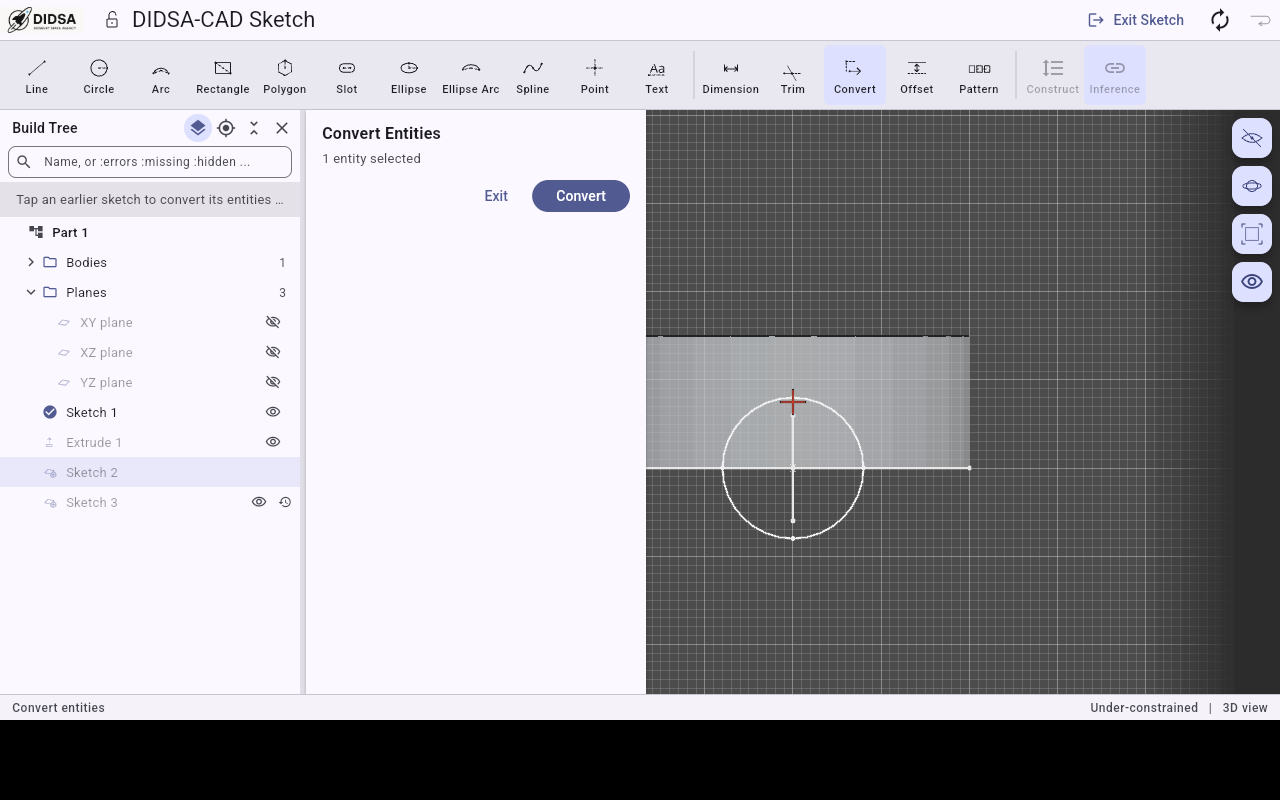 DIDSA
DIDSA-CAD Sketch
Exit Sketch
Line
Circle
Arc
Rectangle
Polygon
Slot
Ellipse
Ellipse Arc
Spline
Point
Text
Dimension
Trim
Convert
Offset
Pattern
Construct
Inference
Build Tree
Name, or :errors :missing :hidden ...
Tap an earlier sketch to convert its entities ...
Part 1
Bodies 1
Planes 3
XY plane
XZ plane
YZ plane
Sketch 1
Extrude 1
Sketch 2
Sketch 3
Convert Entities
1 entity selected
Exit
Convert
Convert entities
Under-constrained | 3D view